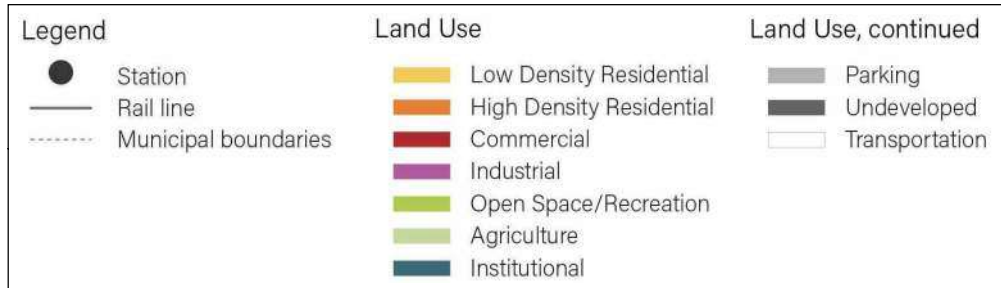 Legend
Station
Rail line
Municipal boundaries
Land Use
Low Density Residential
High Density Residential
Commercial
Industrial
Open Space/Recreation
Agriculture
Institutional
Land Use, continued
Parking
Undeveloped
Transportation